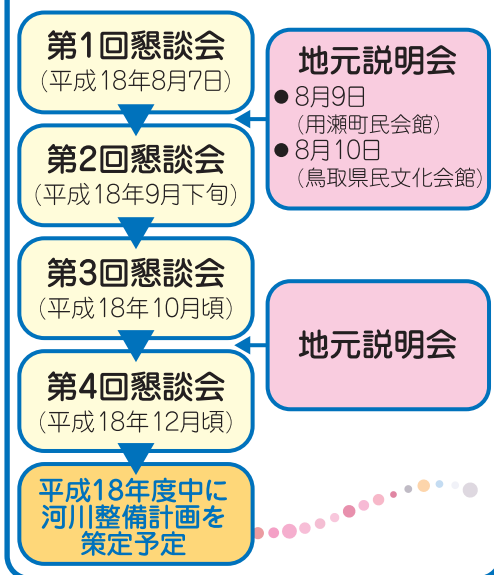 第1回懇談会
(平成18年8月7日)
地元説明会
●8月9日
(用瀬町民会館)
●8月10日
(鳥取県民文化会館)
第2回懇談会
(平成18年9月下旬)
第3回懇談会
(平成18年10月頃)
地元説明会
第4回懇談会
(平成18年12月頃)
平成18年度中に
河川整備計画を
策定予定